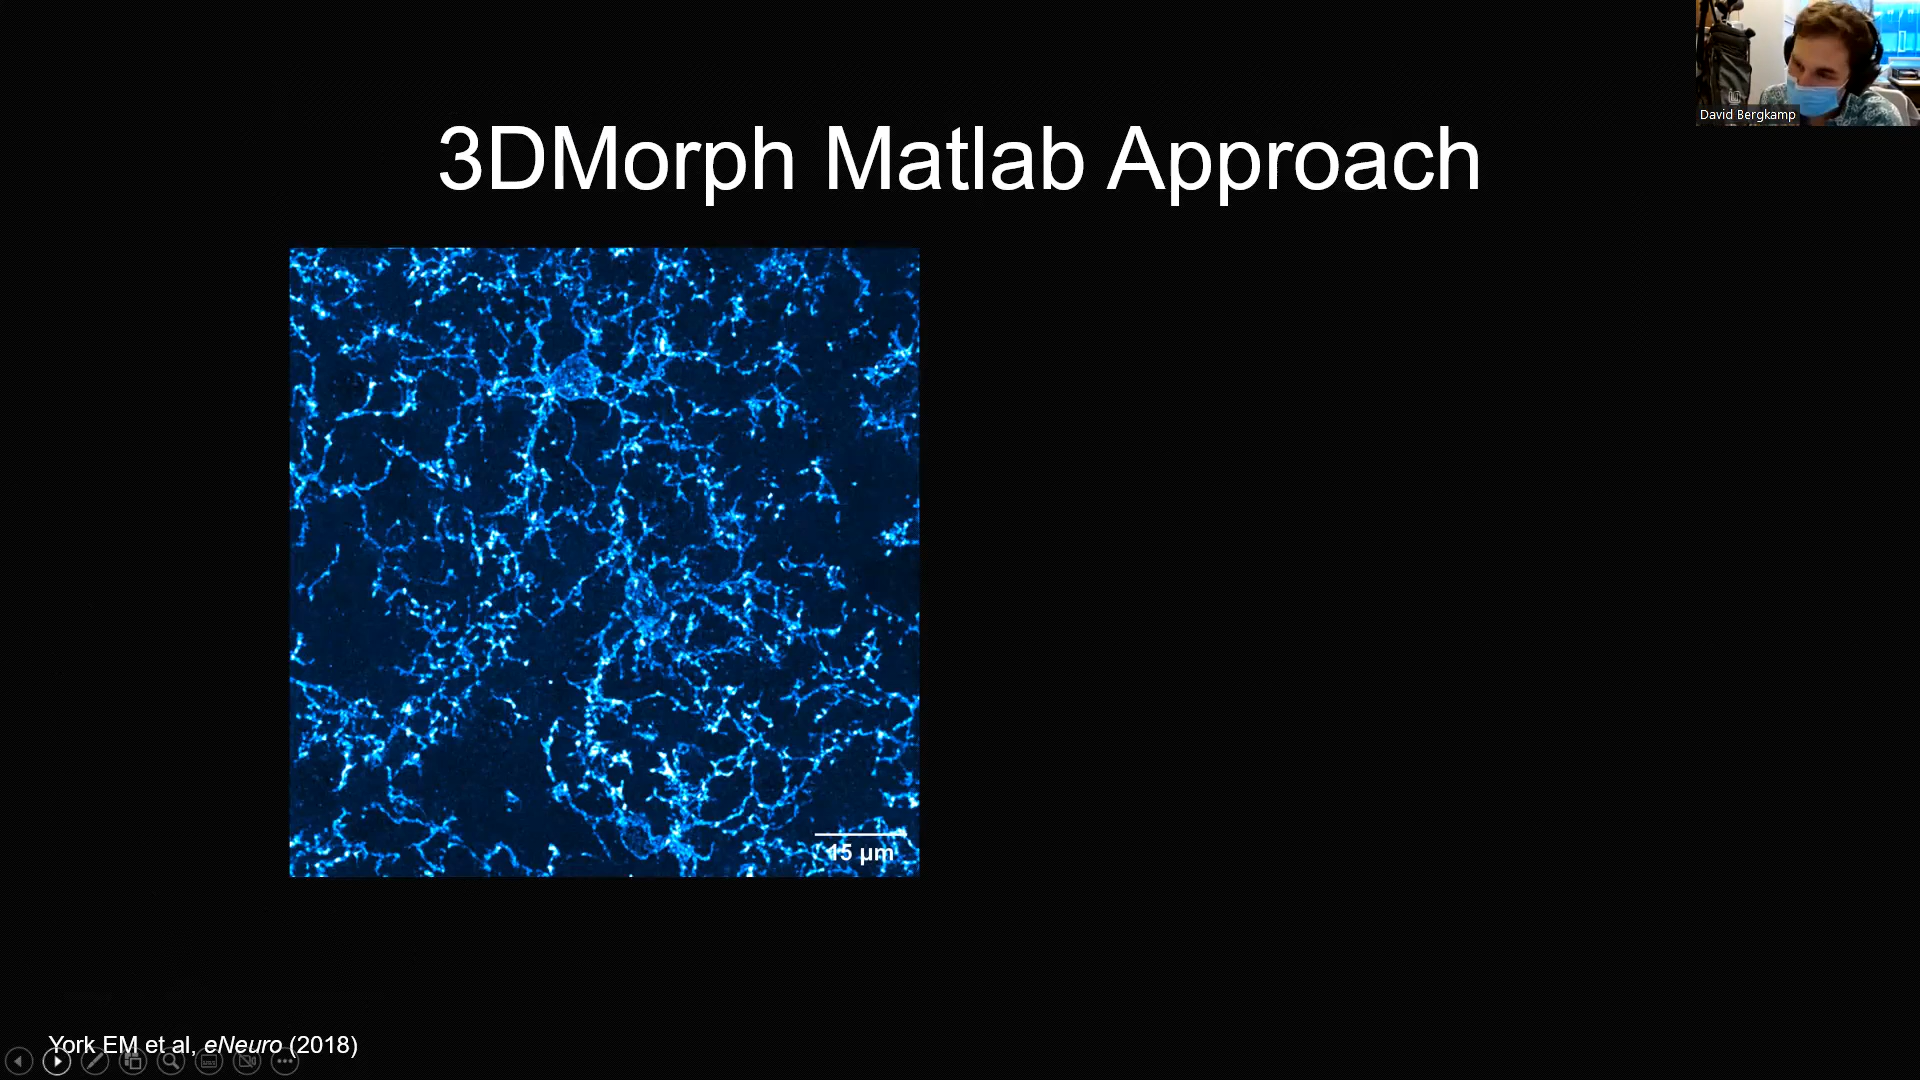 David Bergkamp
3DMorph Matlab Approach
15 μm
York EM et al, eNeuro (2018)